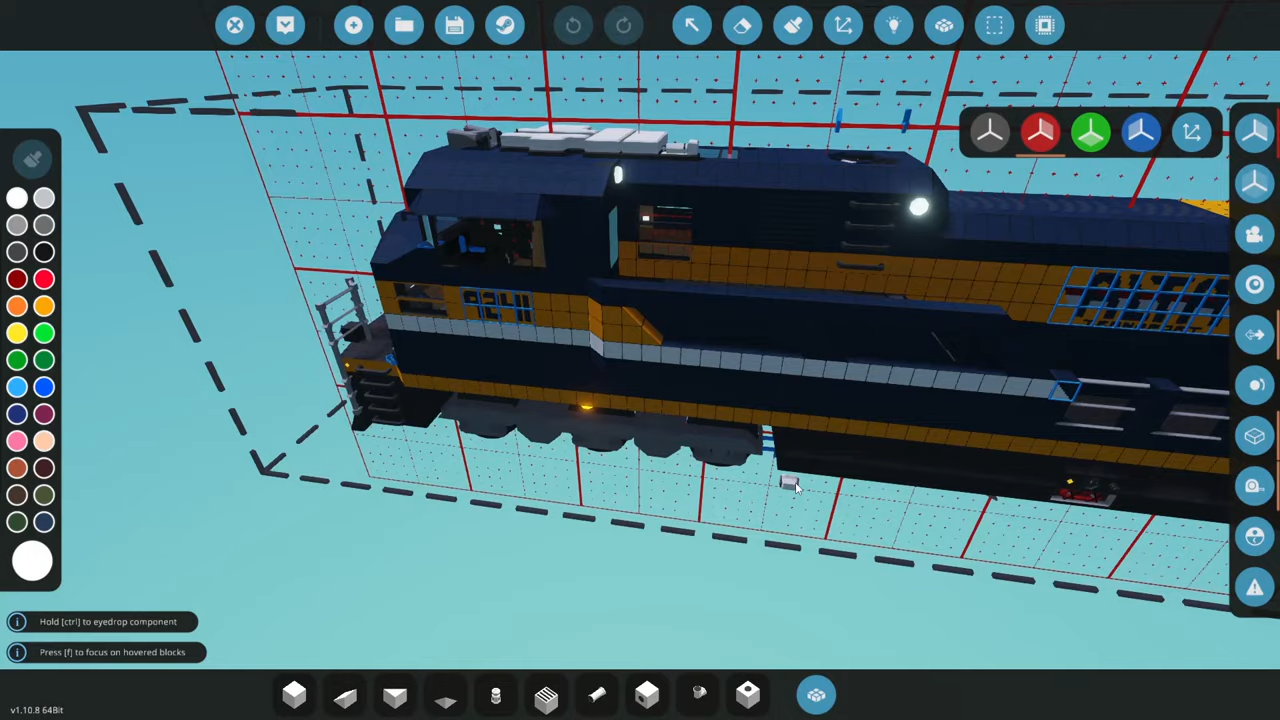 Hold [ctrl] to eyedrop component
Press [f] to focus on hovered blocks
v1.10.8 64Bit